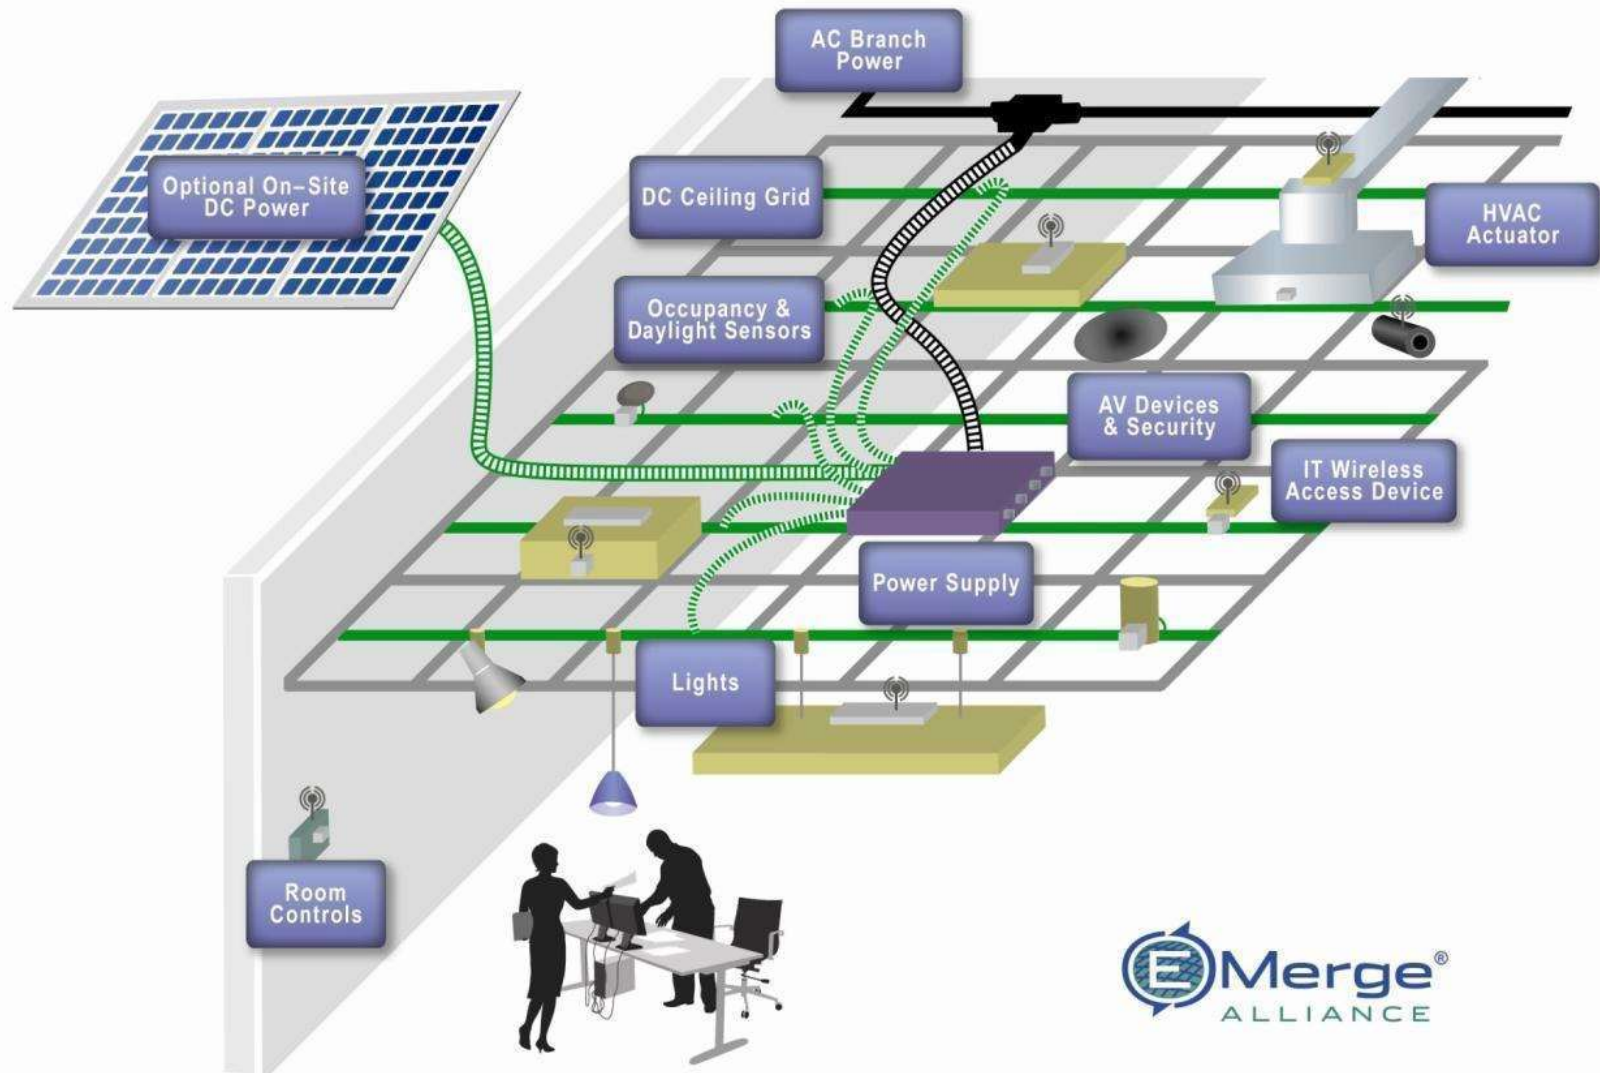 AC Branch
Power
Optional On–Site
DC Power
DC Ceiling Grid
HVAC
Actuator
Occupancy &
Daylight Sensors
AV Devices
& Security
IT Wireless
Access Device
Power Supply
Lights
Room
Controls
EMerge®
ALLIANCE